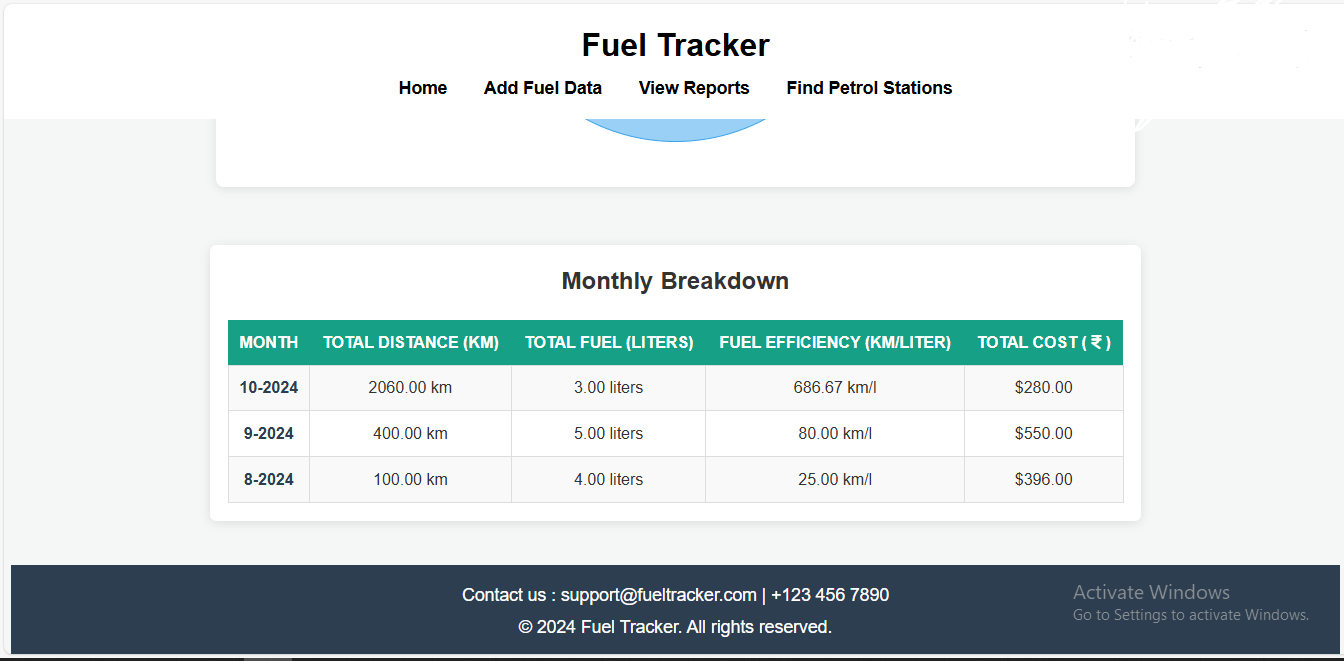 Fuel Tracker
Home Add Fuel Data View Reports Find Petrol Stations
Monthly Breakdown
MONTH TOTAL DISTANCE (KM) TOTAL FUEL (LITERS) FUEL EFFICIENCY (KM/LITER) TOTAL COST ( ₹ )
10-2024 2060.00 km 3.00 liters 686.67 km/l $280.00
9-2024 400.00 km 5.00 liters 80.00 km/l $550.00
8-2024 100.00 km 4.00 liters 25.00 km/l $396.00
Contact us : support@fueltracker.com | +123 456 7890
© 2024 Fuel Tracker. All rights reserved.
Activate Windows
Go to Settings to activate Windows.